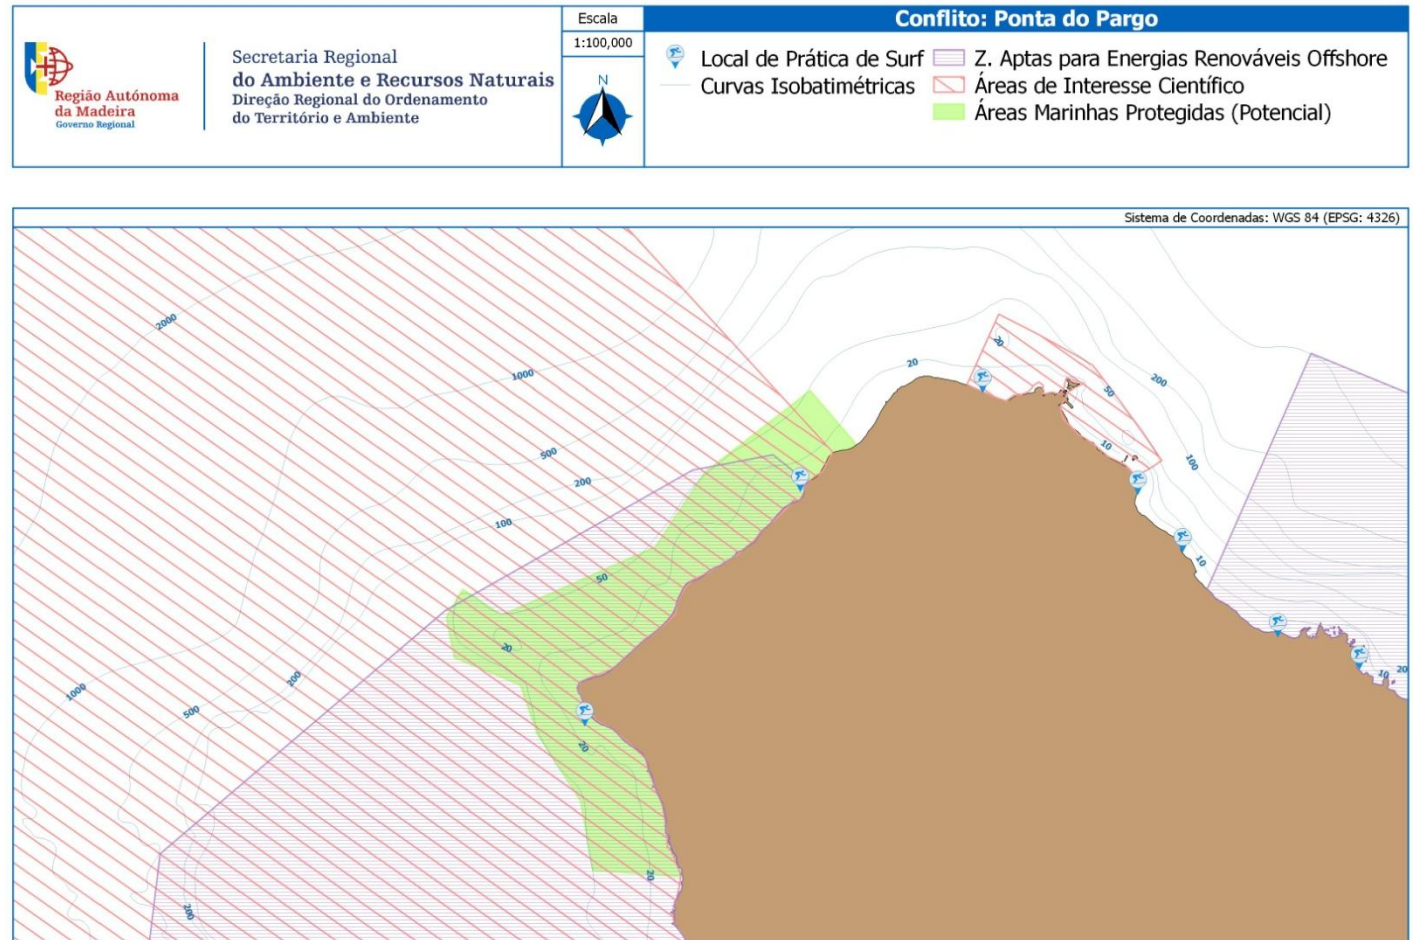 Região Autónoma
da Madeira
Governo Regional
Secretaria Regional
do Ambiente e Recursos Naturais
Direção Regional do Ordenamento
do Território e Ambiente
Escala
1:100,000
N
Conflito: Ponta do Pargo
Local de Prática de Surf
Curvas Isobatimétricas
Z. Aptas para Energias Renováveis Offshore
Áreas de Interesse Científico
Áreas Marinhas Protegidas (Potencial)
Sistema de Coordenadas: WGS 84 (EPSG: 4326)
2000
20
20
1000
200
50
10
500
100
200
100
10
50
20
200
1000
10
20
500
20
20
200